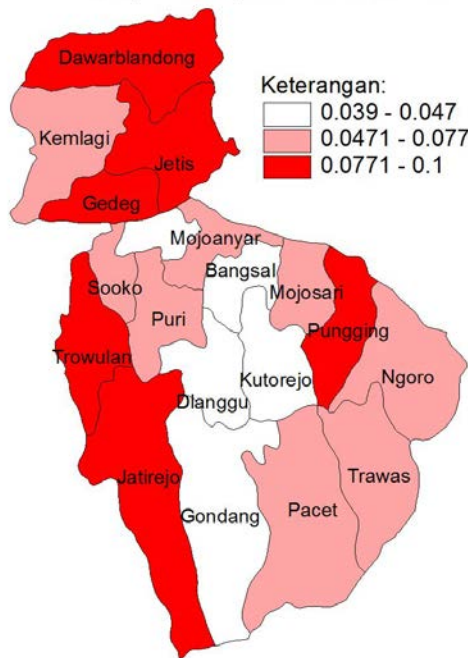 Dawarblandong
Keterangan:
0.039 - 0.047
0.0471 - 0.077
0.0771 - 0.1
Kemlagi
Jetis
Gedeg
Mojoanyar
Bangsal
Sooko
Mojosari
Puri
Pungging
Trowulan
Ngoro
Kutorejo
Dlanggu
Jatirejo
Trawas
Gondang
Pacet